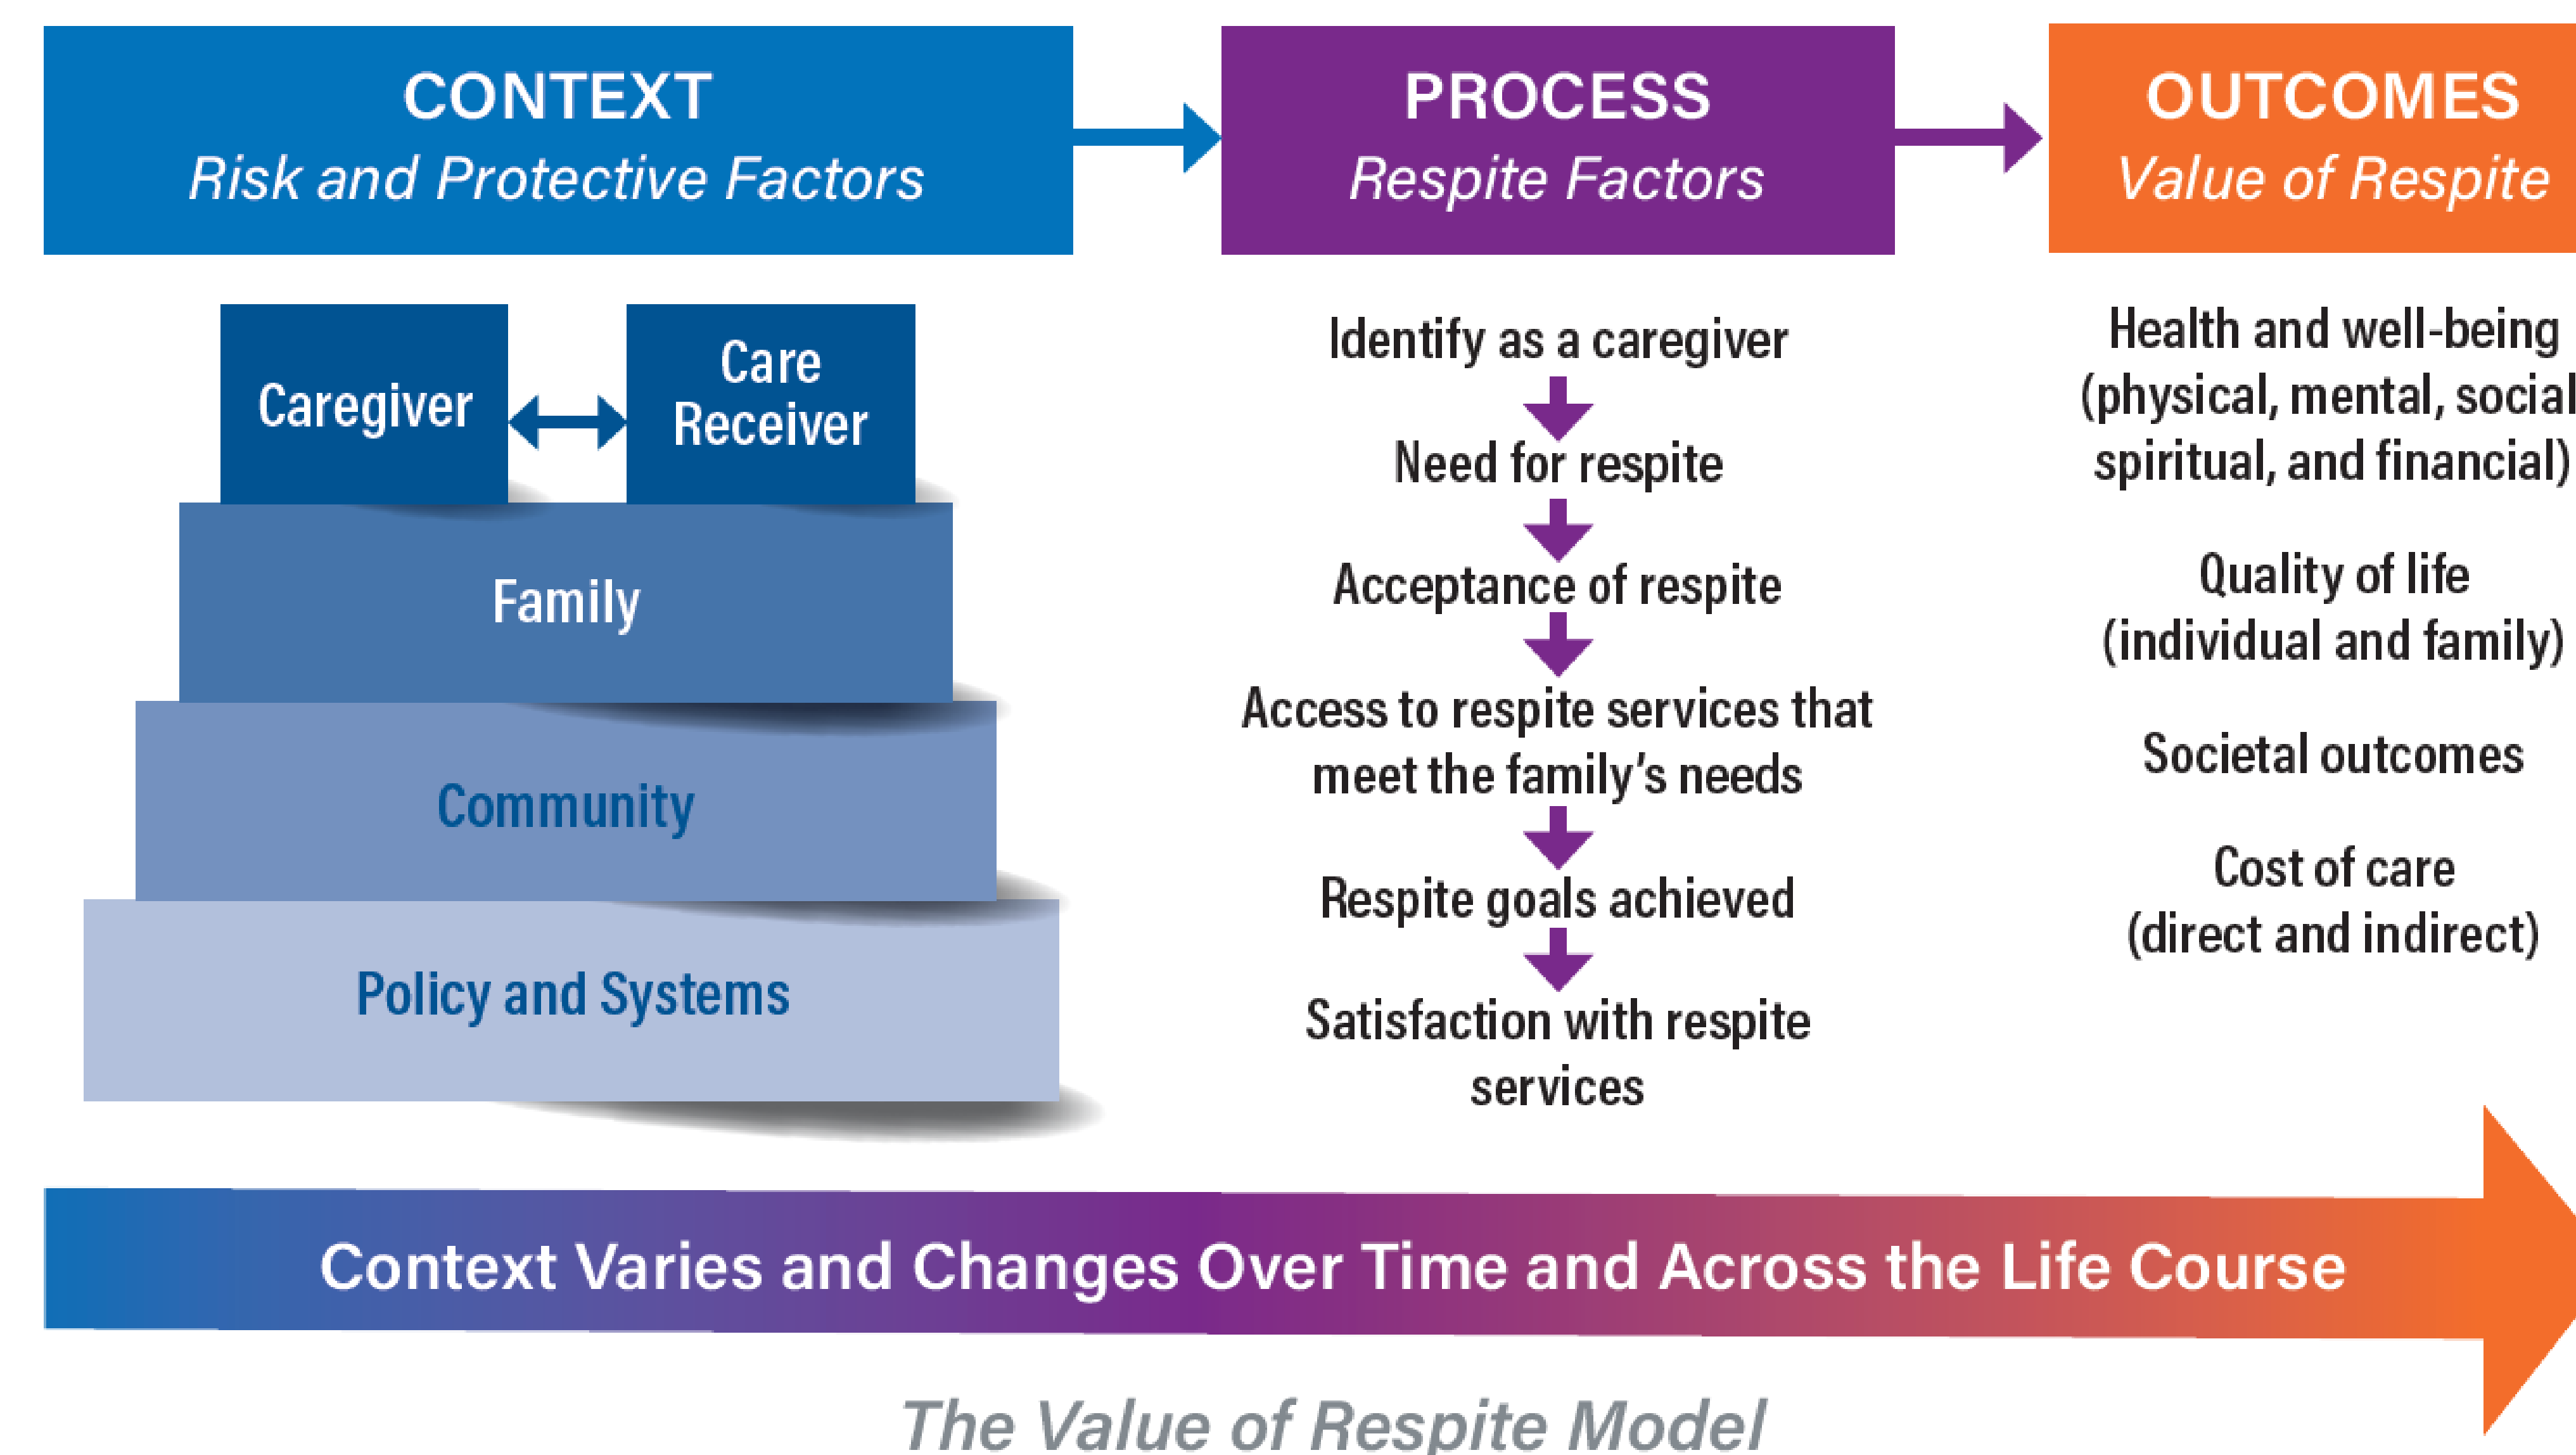 CONTEXT
Risk and Protective Factors
PROCESS
Respite Factors
OUTCOMES
Value of Respite
Caregiver
Care
Receiver
Family
Community
Policy and Systems
Identify as a caregiver
Need for respite
Acceptance of respite
Access to respite services that
meet the family’s needs
Respite goals achieved
Satisfaction with respite
services
Health and well-being
(physical, mental, social
spiritual, and financial)
Quality of life
(individual and family)
Societal outcomes
Cost of care
(direct and indirect)
Context Varies and Changes Over Time and Across the Life Course
The Value of Respite Model